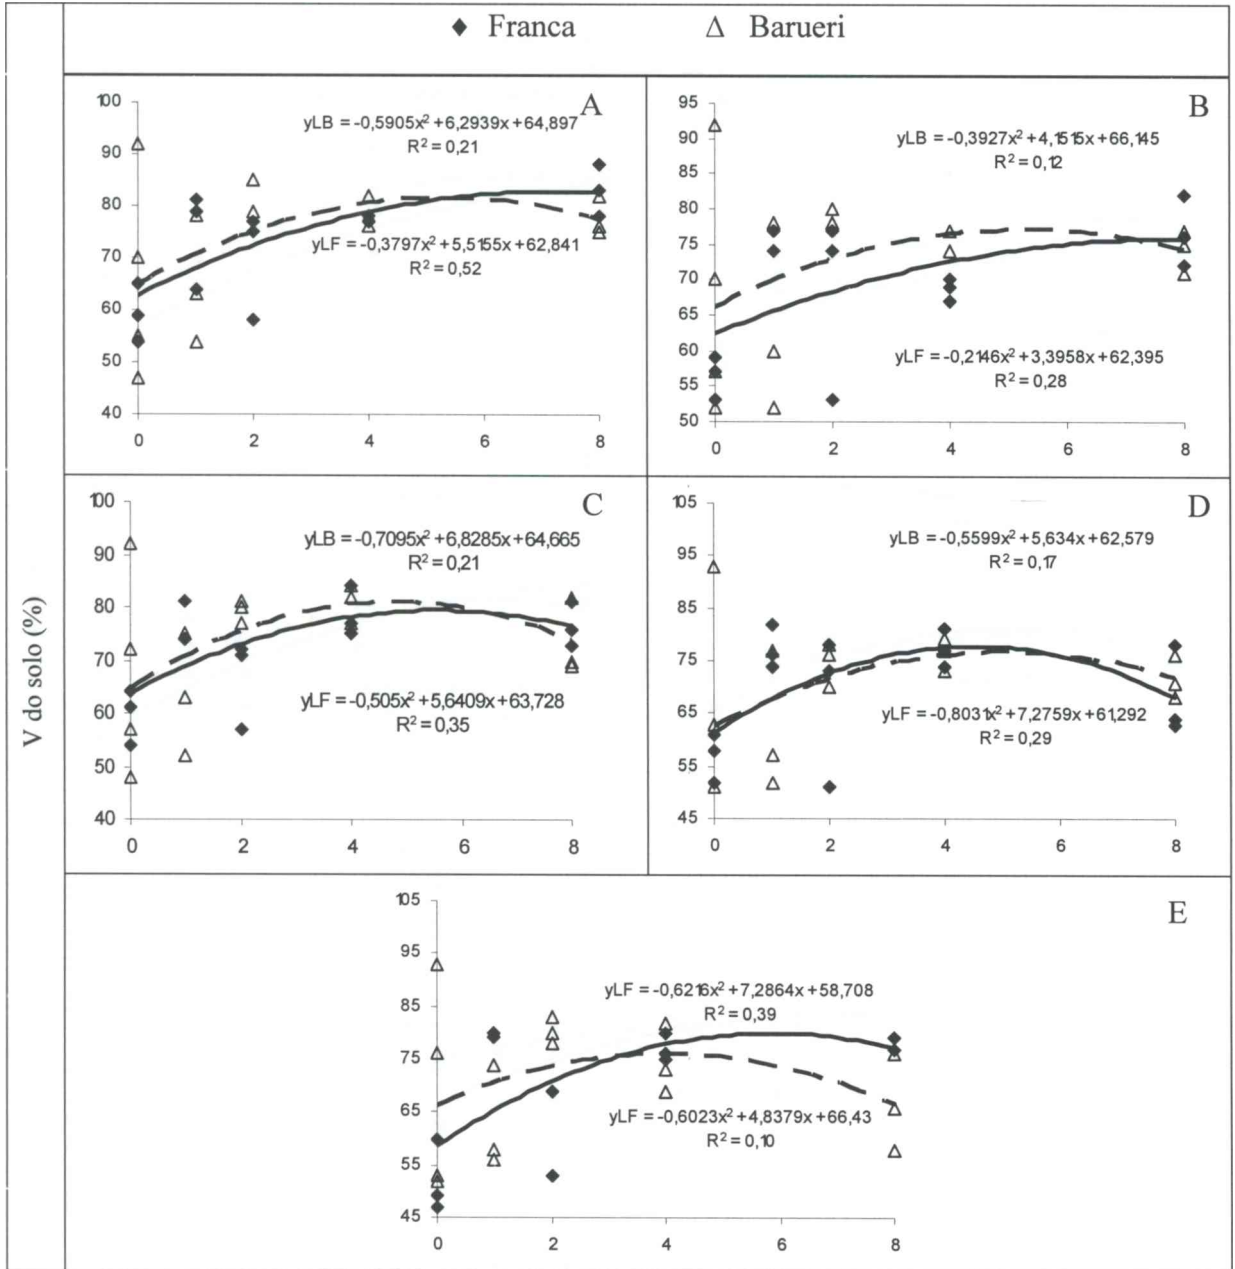 ◆ Franca Δ Barueri
V do solo (%)
A
100
90
80
70
60
50
40
0 2 4 6 8
yLB = -0,5905x² + 6,2939x + 64,897
R² = 0,21
yLF = -0,3797x² + 5,5155x + 62,841
R² = 0,52
B
95
90
85
80
75
70
65
60
55
50
0 2 4 6 8
yLB = -0,3927x² + 4,1515x + 66,145
R² = 0,12
yLF = -0,2146x² + 3,3958x + 62,395
R² = 0,28
C
100
90
80
70
60
50
40
0 2 4 6 8
yLB = -0,7095x² + 6,8285x + 64,665
R² = 0,21
yLF = -0,505x² + 5,6409x + 63,728
R² = 0,35
D
105
95
85
75
65
55
45
0 2 4 6 8
yLB = -0,5599x² + 5,634x + 62,579
R² = 0,17
yLF = -0,8031x² + 7,2759x + 61,292
R² = 0,29
E
105
95
85
75
65
55
45
0 2 4 6 8
yLF = -0,6216x² + 7,2864x + 58,708
R² = 0,39
yLF = -0,6023x² + 4,8379x + 66,43
R² = 0,10